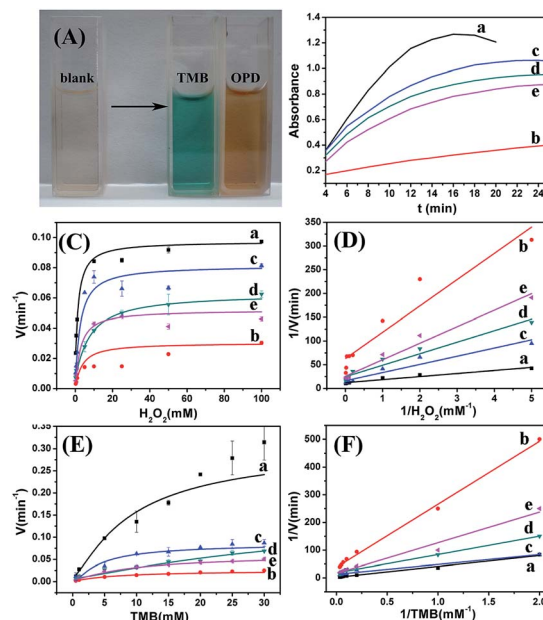 (A)
blank
TMB
OPD
Absorbance
1.4
1.2
1.0
0.8
0.6
0.4
0.2
4 6 8 10 12 14 16 18 20 22 24
t (min)
a
c
d
e
b
(C)
V(min⁻¹)
0.10
0.08
0.06
0.04
0.02
0.00
0 20 40 60 80 100
H₂O₂(mM)
a
c
d
e
b
(D)
1/V(min)
350
300
250
200
150
100
50
0
0 1 2 3 4 5
1/H₂O₂(mM⁻¹)
b
e
d
c
a
(E)
V(min⁻¹)
0.35
0.30
0.25
0.20
0.15
0.10
0.05
0.00
0 5 10 15 20 25 30
TMB(mM)
a
c
d
e
b
(F)
1/V(min)
500
400
300
200
100
0
0.0 0.5 1.0 1.5 2.0
1/TMB(mM⁻¹)
b
e
d
c
a